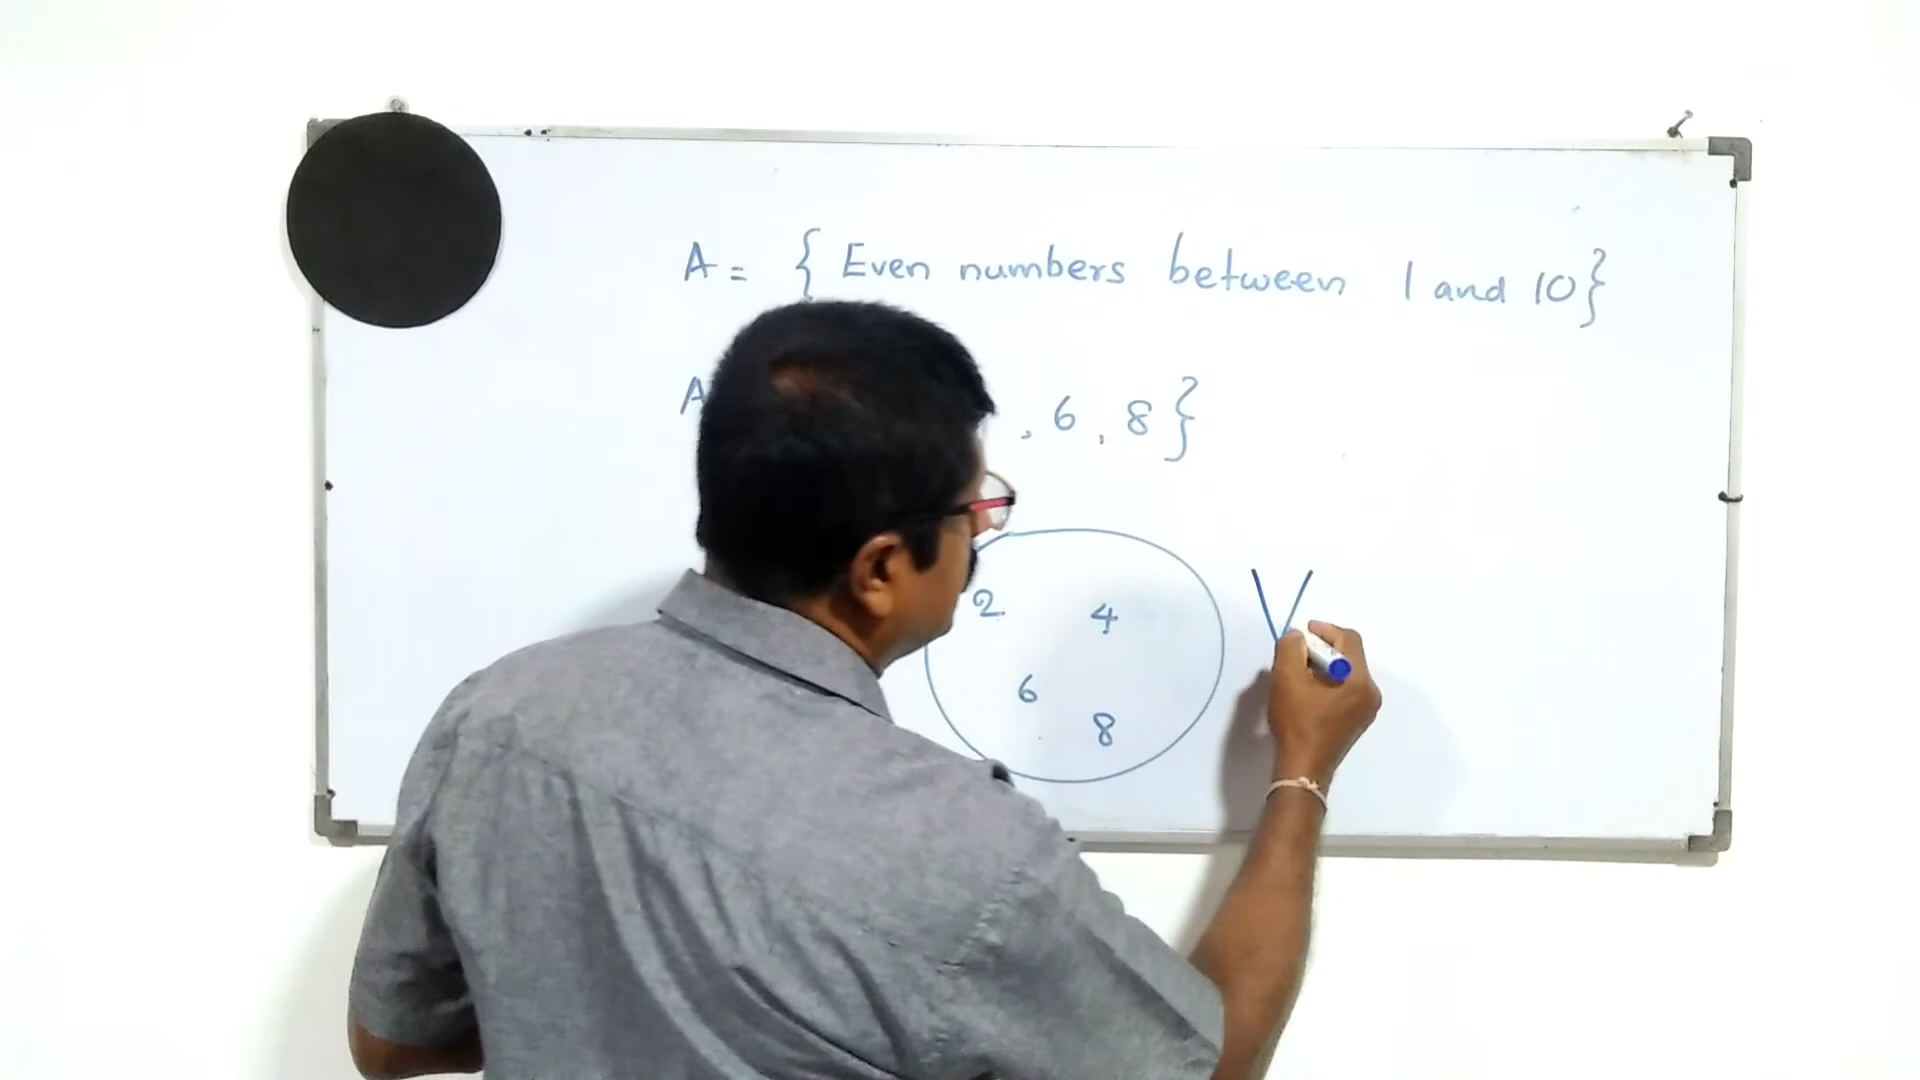 A = { Even numbers between 1 and 10}
A , 6 , 8 }
2 4
6
8
V